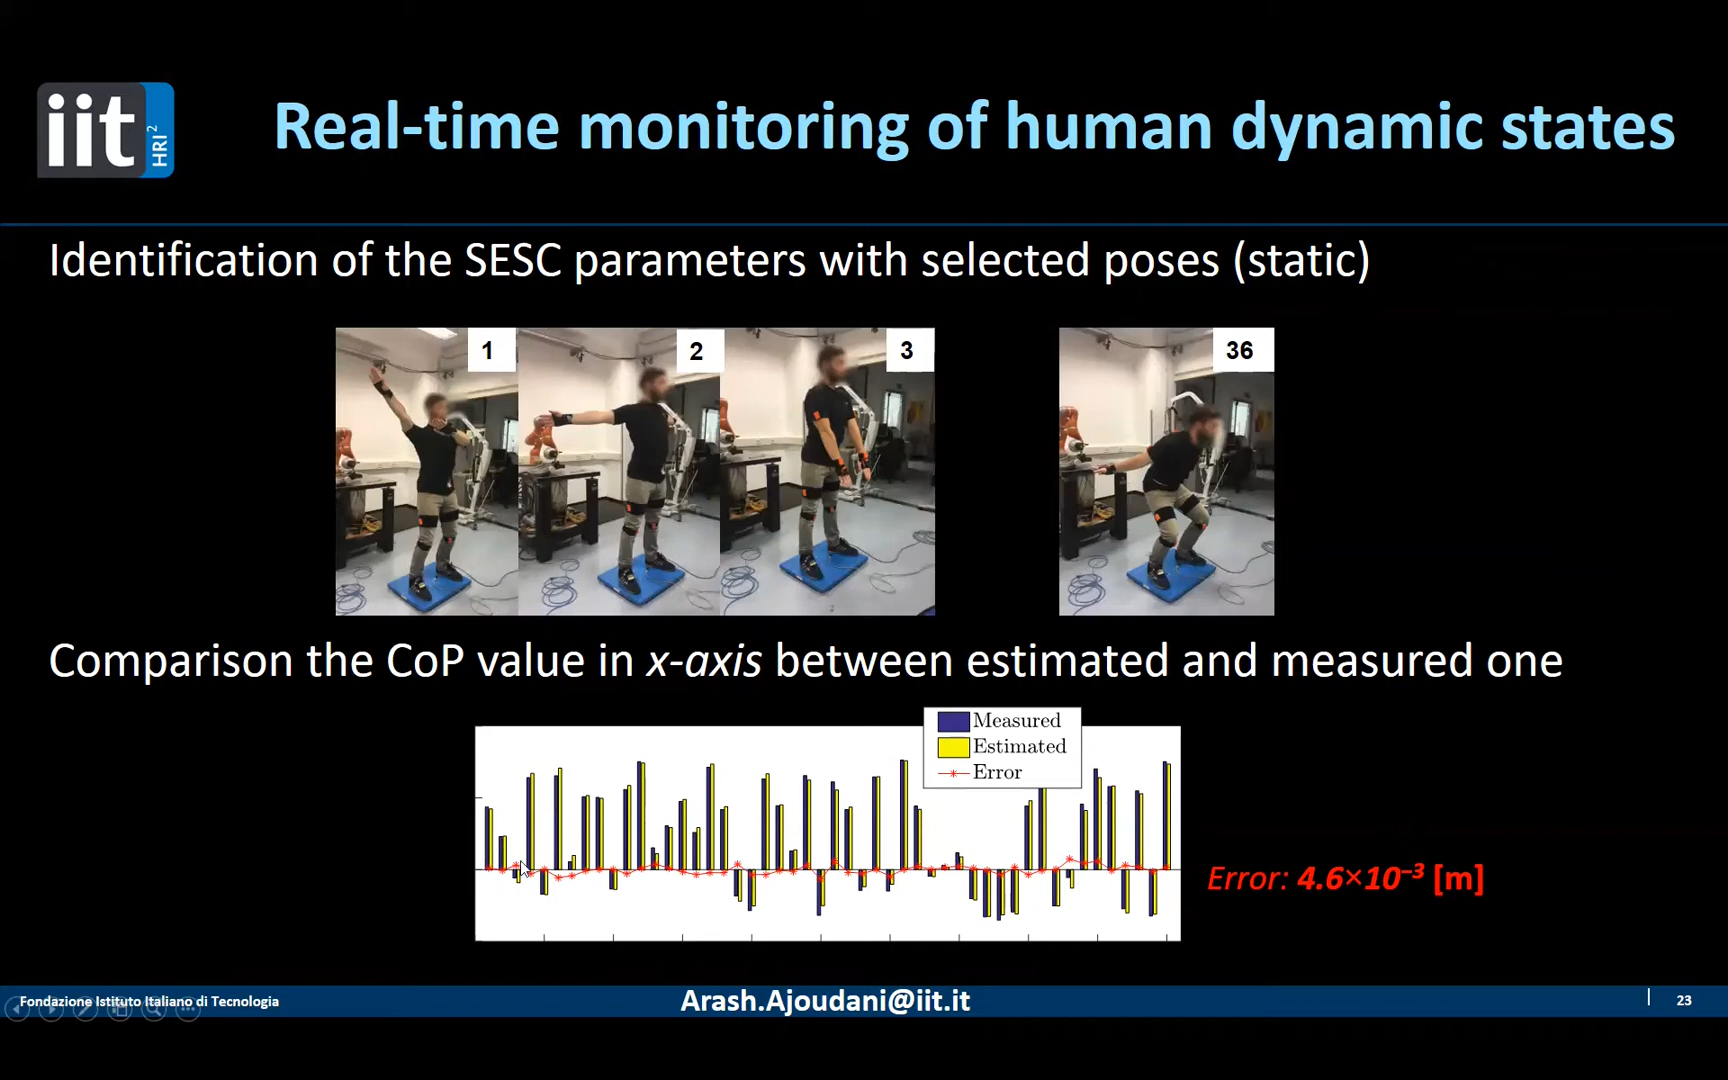 iit
HRI²
Real-time monitoring of human dynamic states
Identification of the SESC parameters with selected poses (static)
1
2
3
36
Comparison the CoP value in x-axis between estimated and measured one
Measured
Estimated
Error
Error: 4.6×10⁻³ [m]
Fondazione Istituto Italiano di Tecnologia
Arash.Ajoudani@iit.it
23